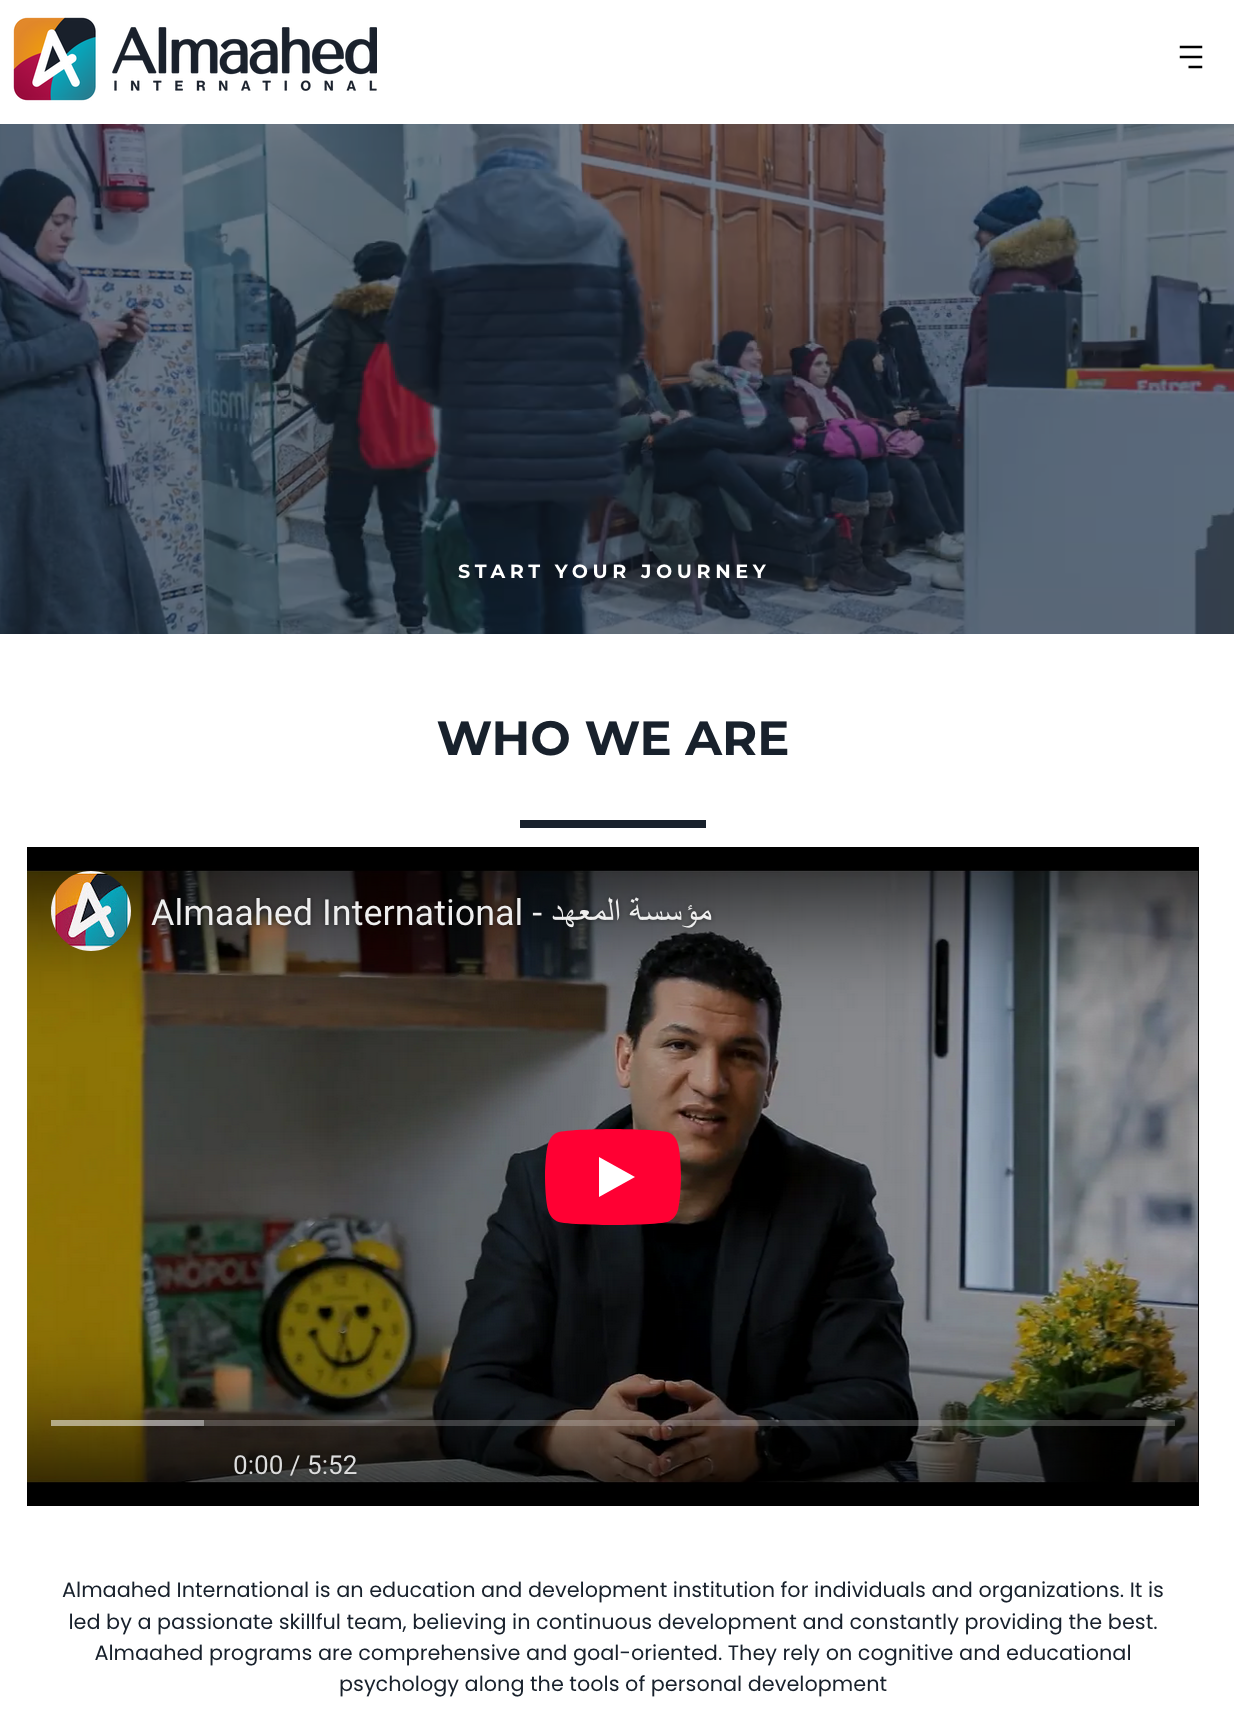 Almaahed
INTERNATIONAL
Entrer
START YOUR JOURNEY
WHO WE ARE
Almaahed International - مؤسسة المعهد
MONOPOLY
0:00 / 5:52
Almaahed International is an education and development institution for individuals and organizations. It is
led by a passionate skillful team, believing in continuous development and constantly providing the best.
Almaahed programs are comprehensive and goal-oriented. They rely on cognitive and educational
psychology along the tools of personal development